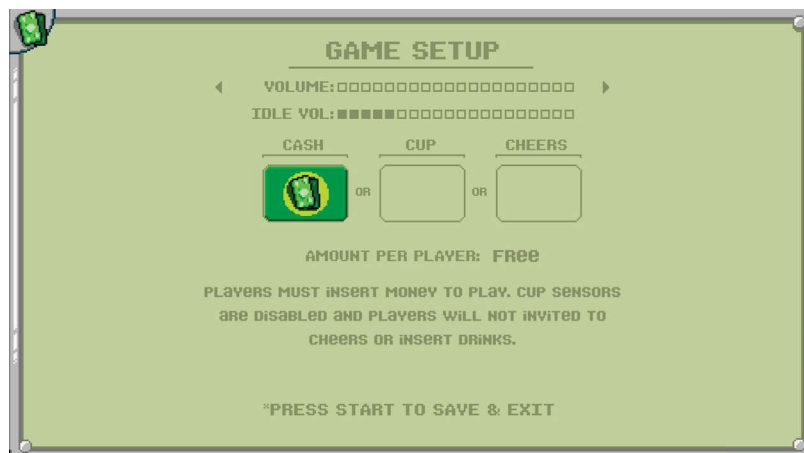 GAME SETUP
VOLUME:
IDLE VOL:
CASH CUP CHEERS
OR OR
AMOUNT PER PLAYER: FREE
PLAYERS MUST INSERT MONEY TO PLAY. CUP SENSORS
ARE DISABLED AND PLAYERS WILL NOT INVITED TO
CHEERS OR INSERT DRINKS.
*PRESS START TO SAVE & EXIT